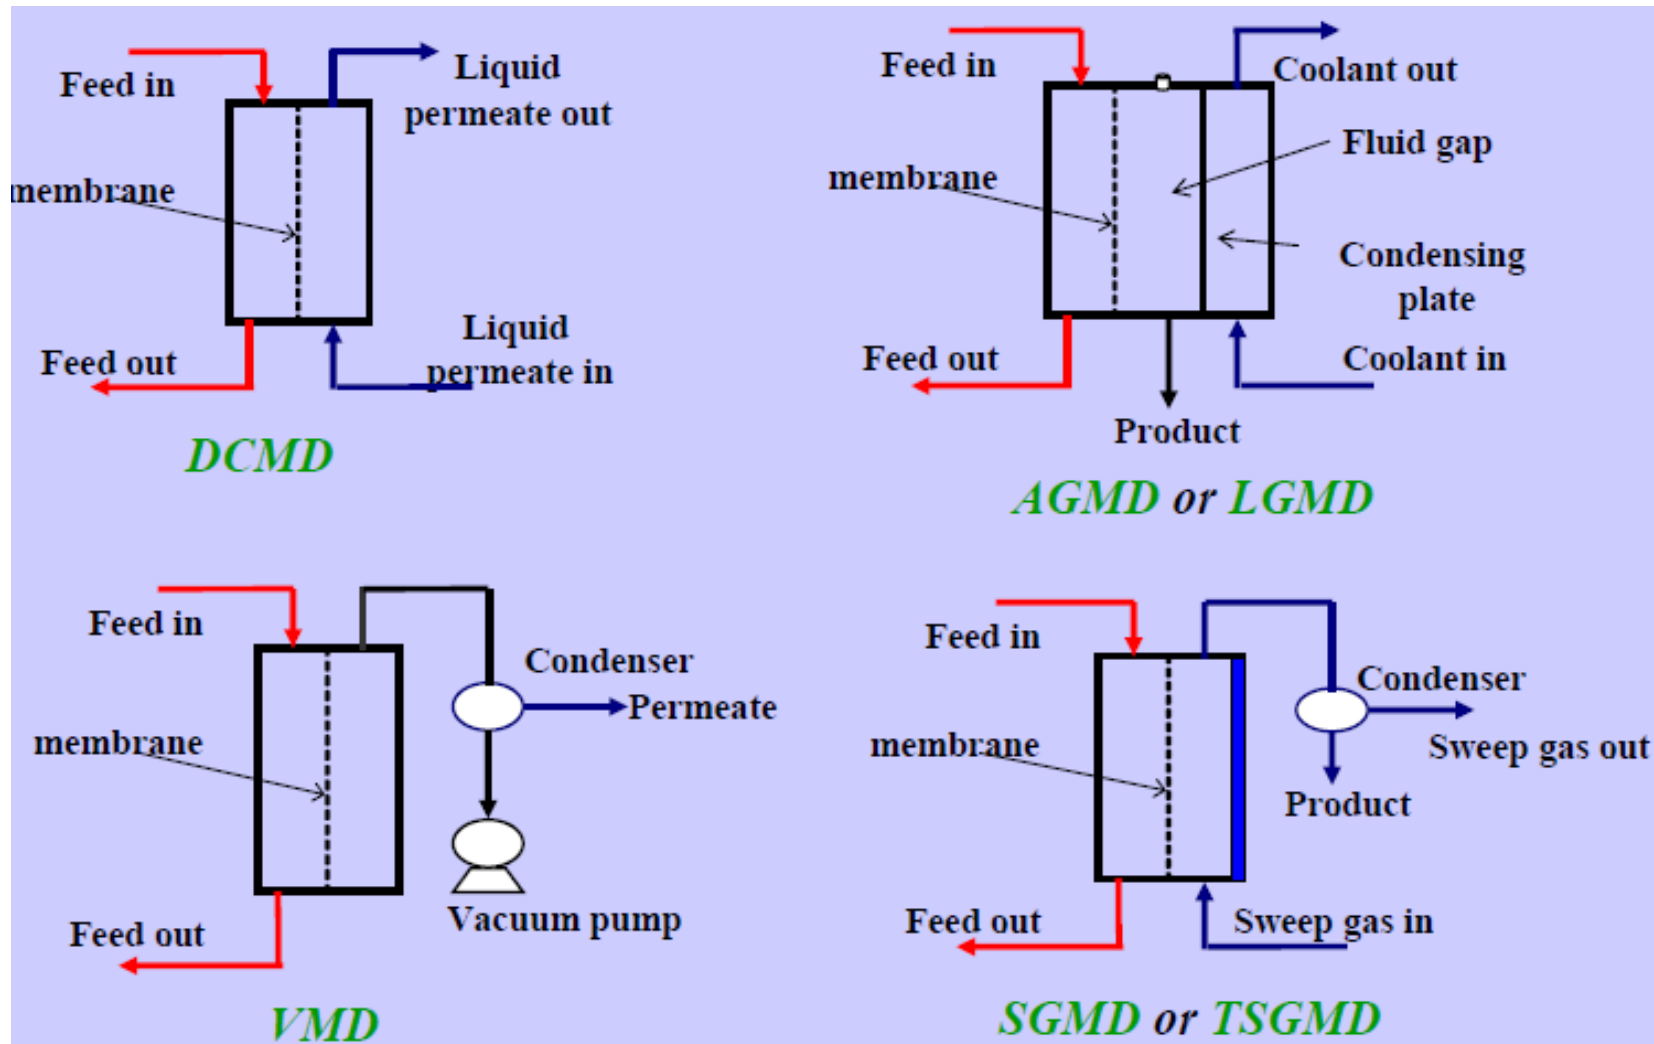 Feed in
Liquid
permeate out
membrane
Liquid
permeate in
Feed out
DCMD
Feed in
Coolant out
Fluid gap
membrane
Condensing
plate
Feed out
Coolant in
Product
AGMD or LGMD
Feed in
Condenser
Permeate
membrane
Vacuum pump
Feed out
VMD
Feed in
Condenser
membrane
Sweep gas out
Product
Feed out
Sweep gas in
SGMD or TSGMD